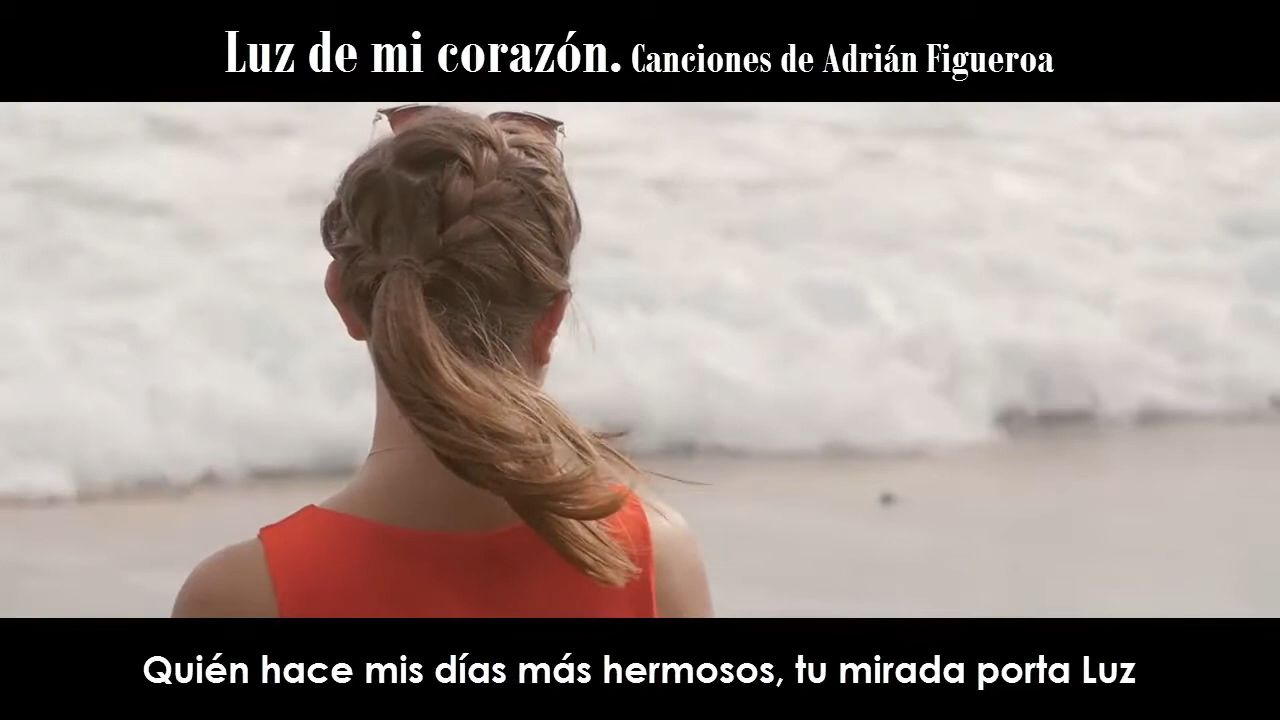 Luz de mi corazón. Canciones de Adrián Figueroa
Quién hace mis días más hermosos, tu mirada porta Luz